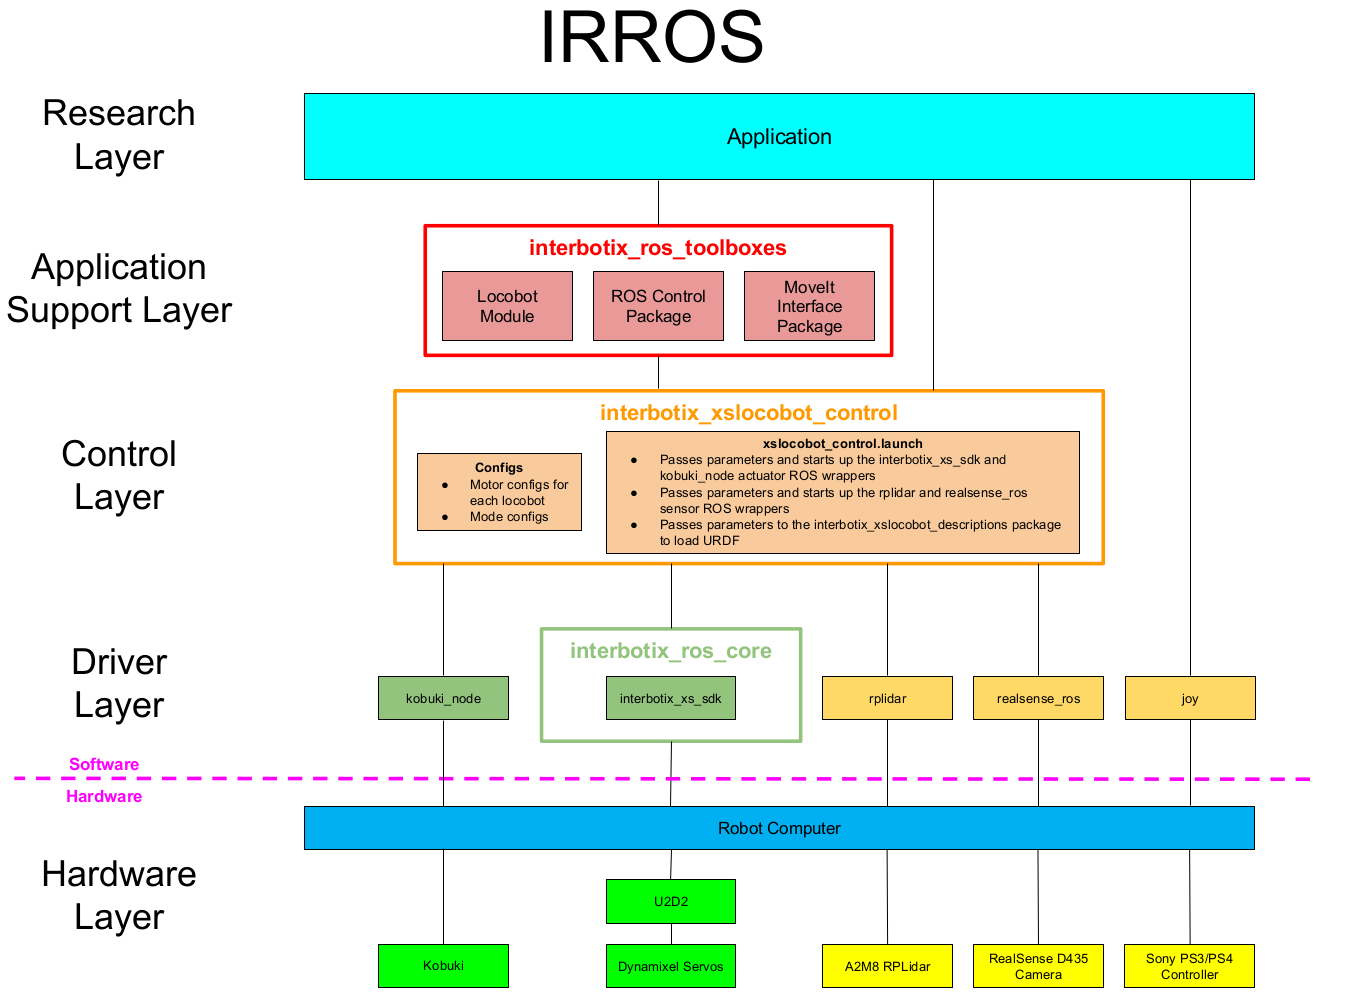 IRROS
Research
Layer
Application
Application
Support Layer
interbotix_ros_toolboxes
Locobot
Module
ROS Control
Package
MoveIt
Interface
Package
Control
Layer
interbotix_xslocobot_control
Configs
● Motor configs for
each locobot
● Mode configs
xslocobot_control.launch
● Passes parameters and starts up the interbotix_xs_sdk and
kobuki_node actuator ROS wrappers
● Passes parameters and starts up the rplidar and realsense_ros
sensor ROS wrappers
● Passes parameters to the interbotix_xslocobot_descriptions package
to load URDF
Driver
Layer
interbotix_ros_core
kobuki_node
interbotix_xs_sdk
rplidar
realsense_ros
joy
Software
Hardware
Robot Computer
Hardware
Layer
U2D2
Kobuki
Dynamixel Servos
A2M8 RPLidar
RealSense D435
Camera
Sony PS3/PS4
Controller